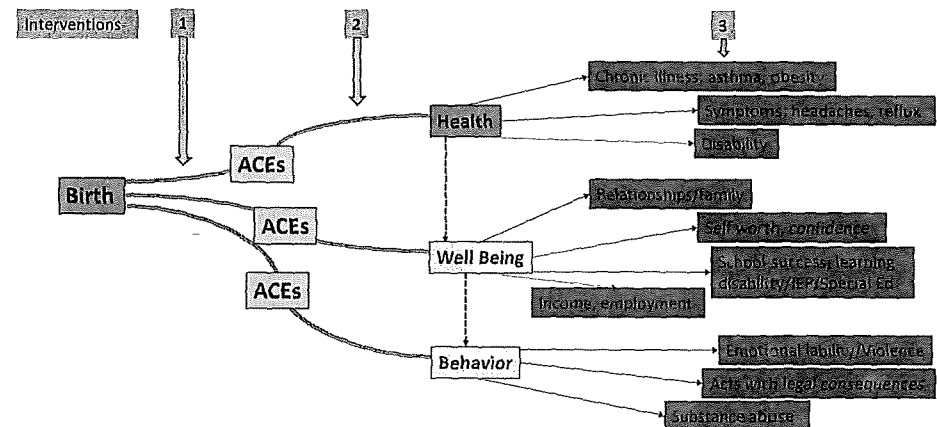 Interventions
1
2
3
Chronic illness, asthma, obesity
Health
Symptoms, headaches, reflux
Disability
ACEs
Birth
Relationships/family
ACEs
Self worth, confidence
Well Being
School success, learning
disability/IEP/Special Ed.
ACEs
Income, employment
Emotional lability/Violence
Behavior
Acts with legal consequences
Substance abuse